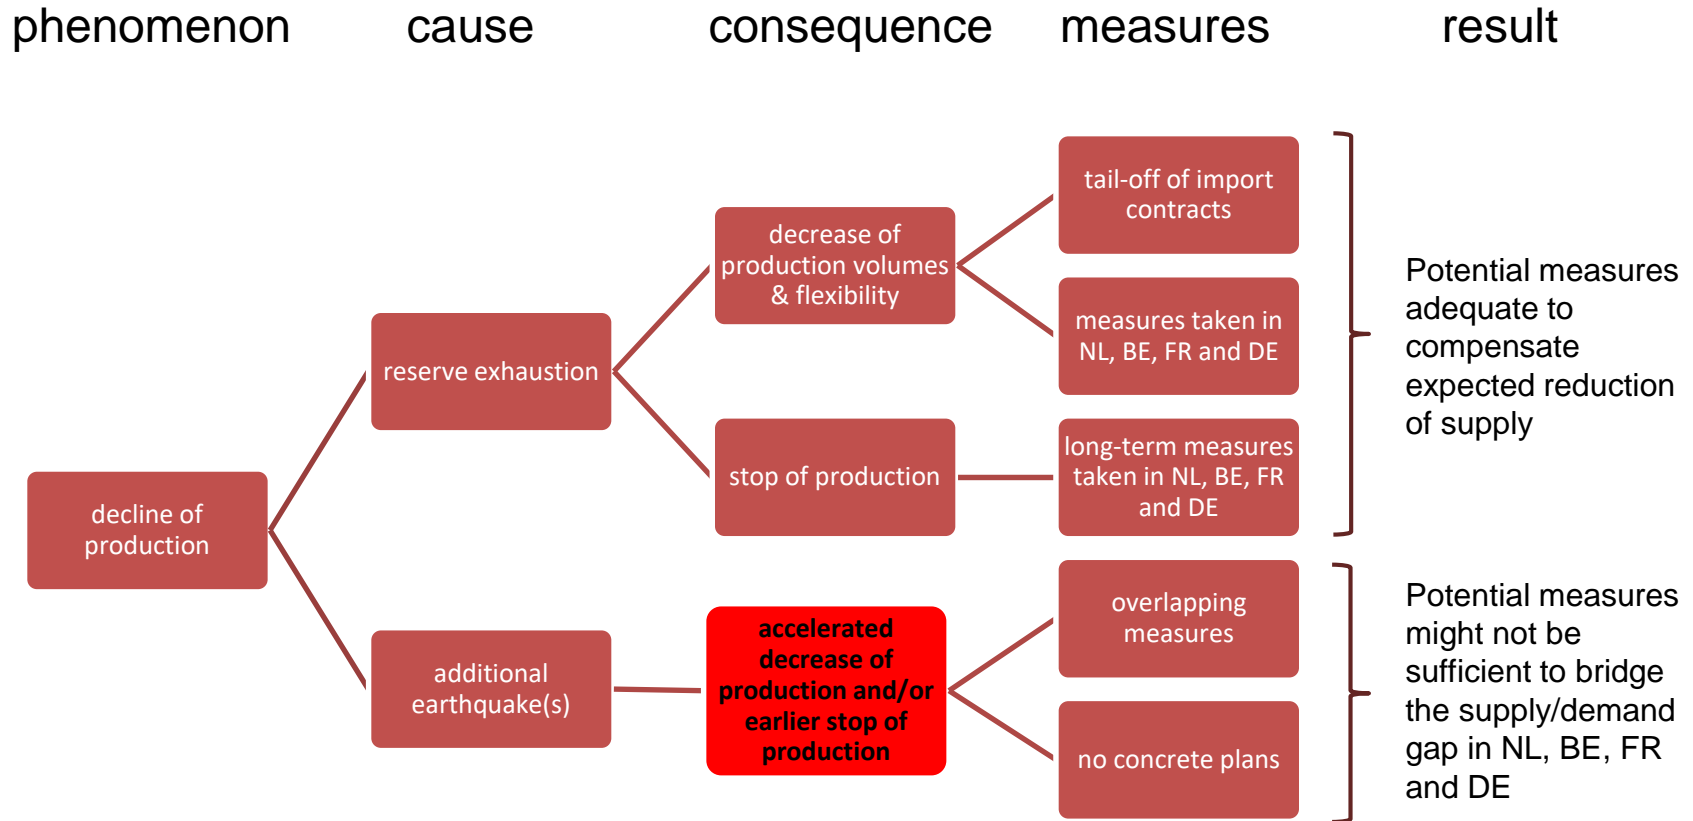 phenomenon
cause
consequence
measures
result
decline of
production
reserve exhaustion
additional
earthquake(s)
decrease of
production volumes
& flexibility
stop of production
accelerated
decrease of
production and/or
earlier stop of
production
tail-off of import
contracts
measures taken in
NL, BE, FR and DE
long-term measures
taken in NL, BE, FR
and DE
overlapping
measures
no concrete plans
Potential measures
adequate to
compensate
expected reduction
of supply
Potential measures
might not be
sufficient to bridge
the supply/demand
gap in NL, BE, FR
and DE